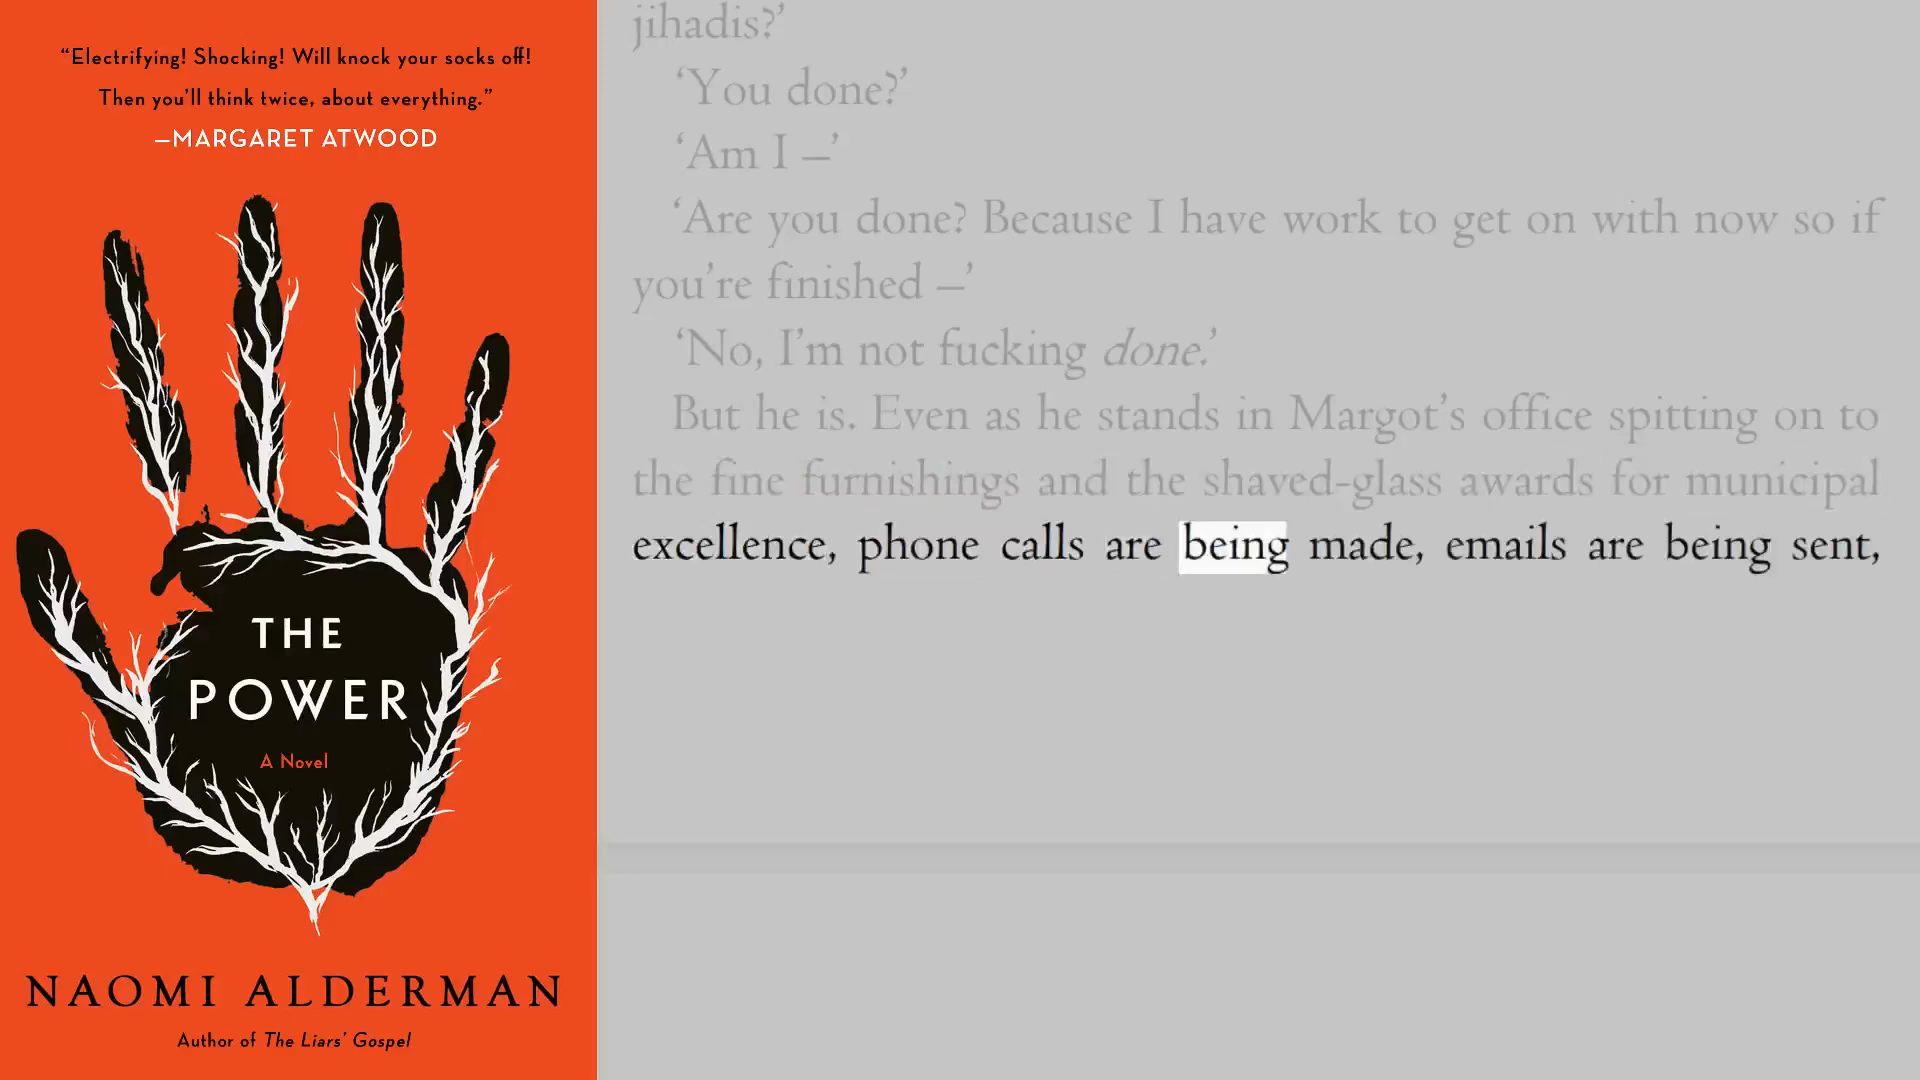 “Electrifying! Shocking! Will knock your socks off!
Then you’ll think twice, about everything.”
—MARGARET ATWOOD
THE
POWER
A Novel
NAOMI ALDERMAN
Author of The Liars’ Gospel
jihadis?’
‘You done?’
‘Am I –’
‘Are you done? Because I have work to get on with now so if
you’re finished –’
‘No, I’m not fucking done.’
But he is. Even as he stands in Margot’s office spitting on to
the fine furnishings and the shaved-glass awards for municipal
excellence, phone calls are being made, emails are being sent,